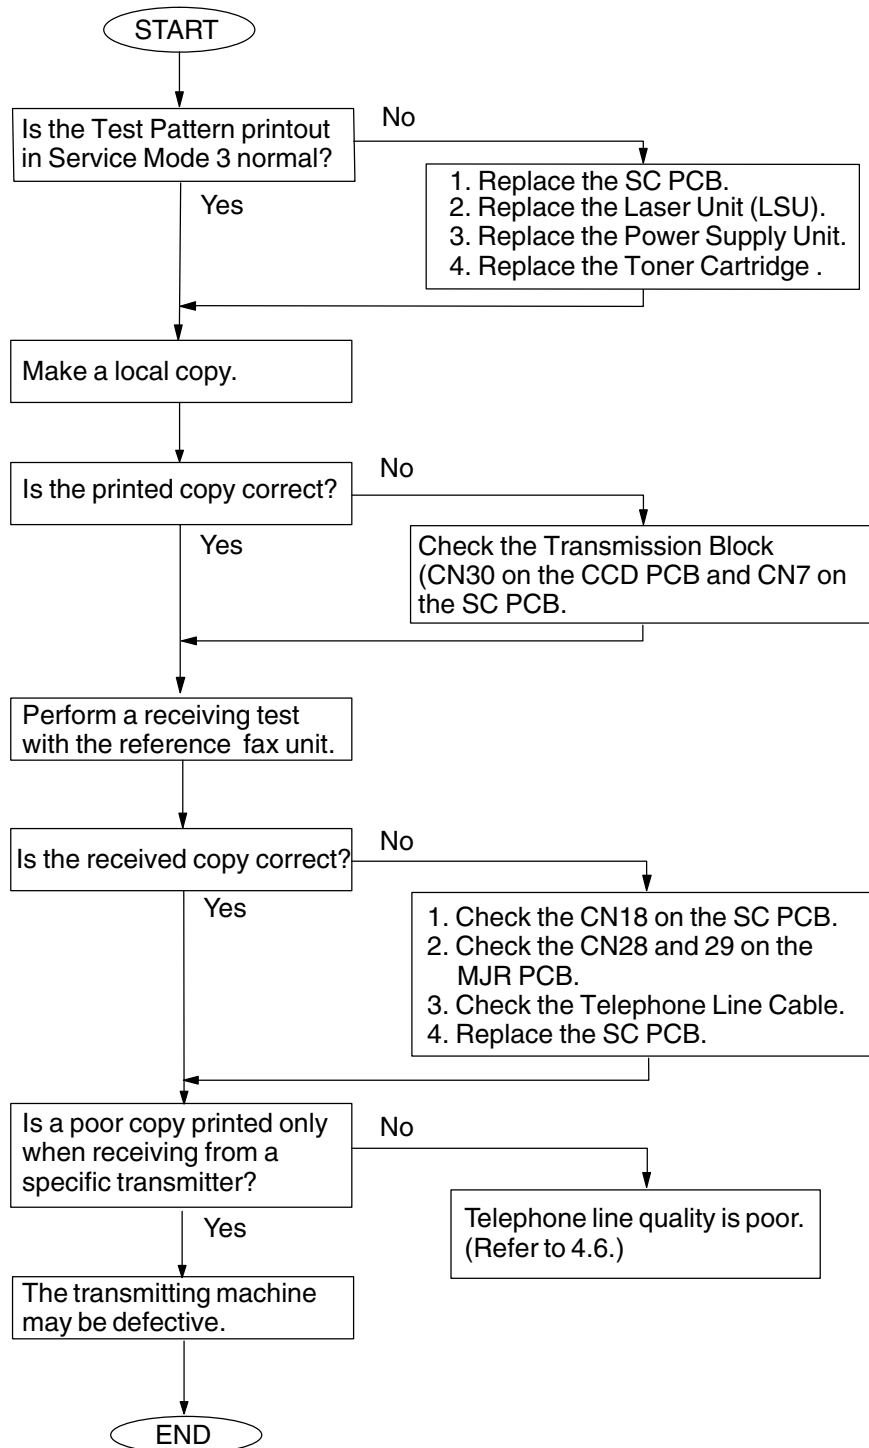 START
Is the Test Pattern printout
in Service Mode 3 normal?
No
Yes
1. Replace the SC PCB.
2. Replace the Laser Unit (LSU).
3. Replace the Power Supply Unit.
4. Replace the Toner Cartridge .
Make a local copy.
Is the printed copy correct?
No
Yes
Check the Transmission Block
(CN30 on the CCD PCB and CN7 on
the SC PCB.
Perform a receiving test
with the reference fax unit.
Is the received copy correct?
No
Yes
1. Check the CN18 on the SC PCB.
2. Check the CN28 and 29 on the
MJR PCB.
3. Check the Telephone Line Cable.
4. Replace the SC PCB.
Is a poor copy printed only
when receiving from a
specific transmitter?
No
Yes
Telephone line quality is poor.
(Refer to 4.6.)
The transmitting machine
may be defective.
END